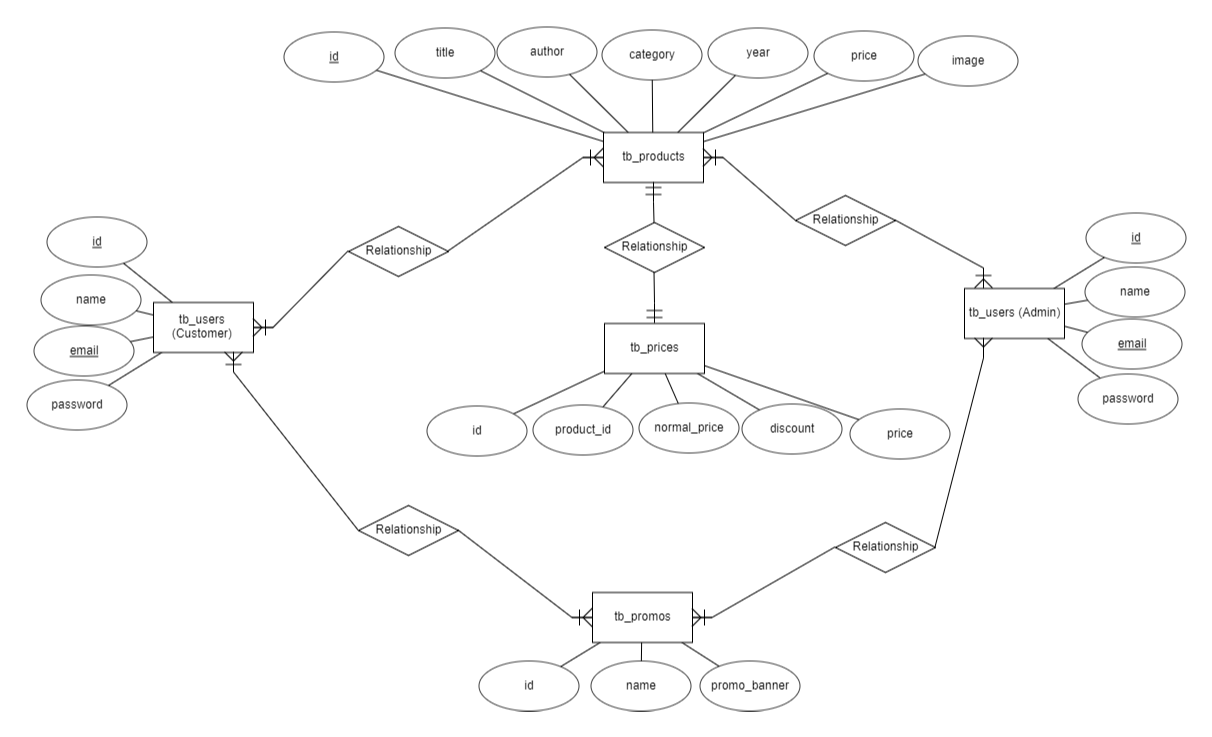 id
title
author
category
year
price
image
tb_products
Relationship
Relationship
Relationship
id
name
email
password
tb_users
(Customer)
id
name
email
password
tb_users (Admin)
tb_prices
id
product_id
normal_price
discount
price
Relationship
Relationship
tb_promos
id
name
promo_banner